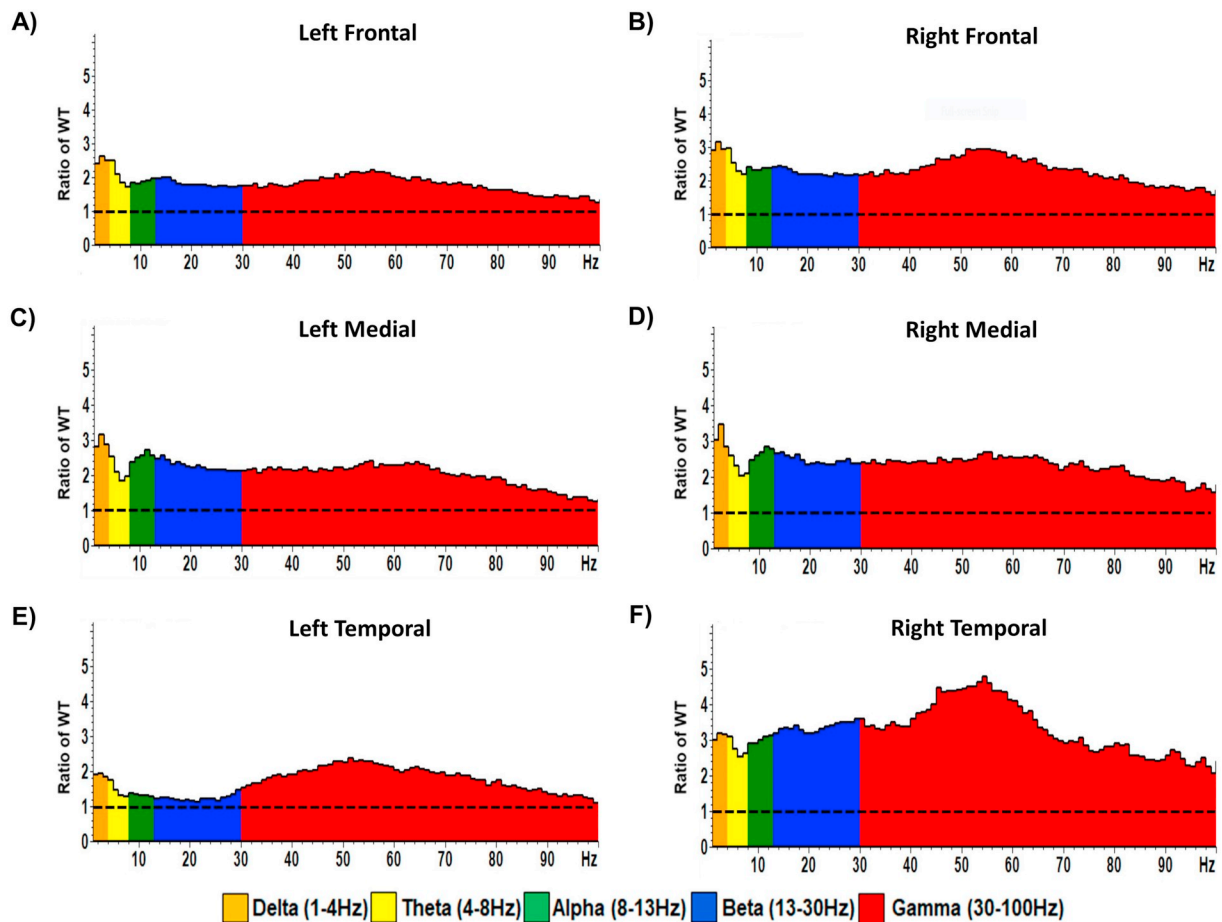 A)
Left Frontal
Ratio of WT
5
4
3
2
1
0
10 20 30 40 50 60 70 80 90 Hz
B)
Right Frontal
Ratio of WT
5
4
3
2
1
0
10 20 30 40 50 60 70 80 90 Hz
C)
Left Medial
Ratio of WT
5
4
3
2
1
0
10 20 30 40 50 60 70 80 90 Hz
D)
Right Medial
Ratio of WT
5
4
3
2
1
0
10 20 30 40 50 60 70 80 90 Hz
E)
Left Temporal
Ratio of WT
5
4
3
2
1
0
10 20 30 40 50 60 70 80 90 Hz
F)
Right Temporal
Ratio of WT
5
4
3
2
1
0
10 20 30 40 50 60 70 80 90 Hz
Delta (1-4Hz) Theta (4-8Hz) Alpha (8-13Hz) Beta (13-30Hz) Gamma (30-100Hz)